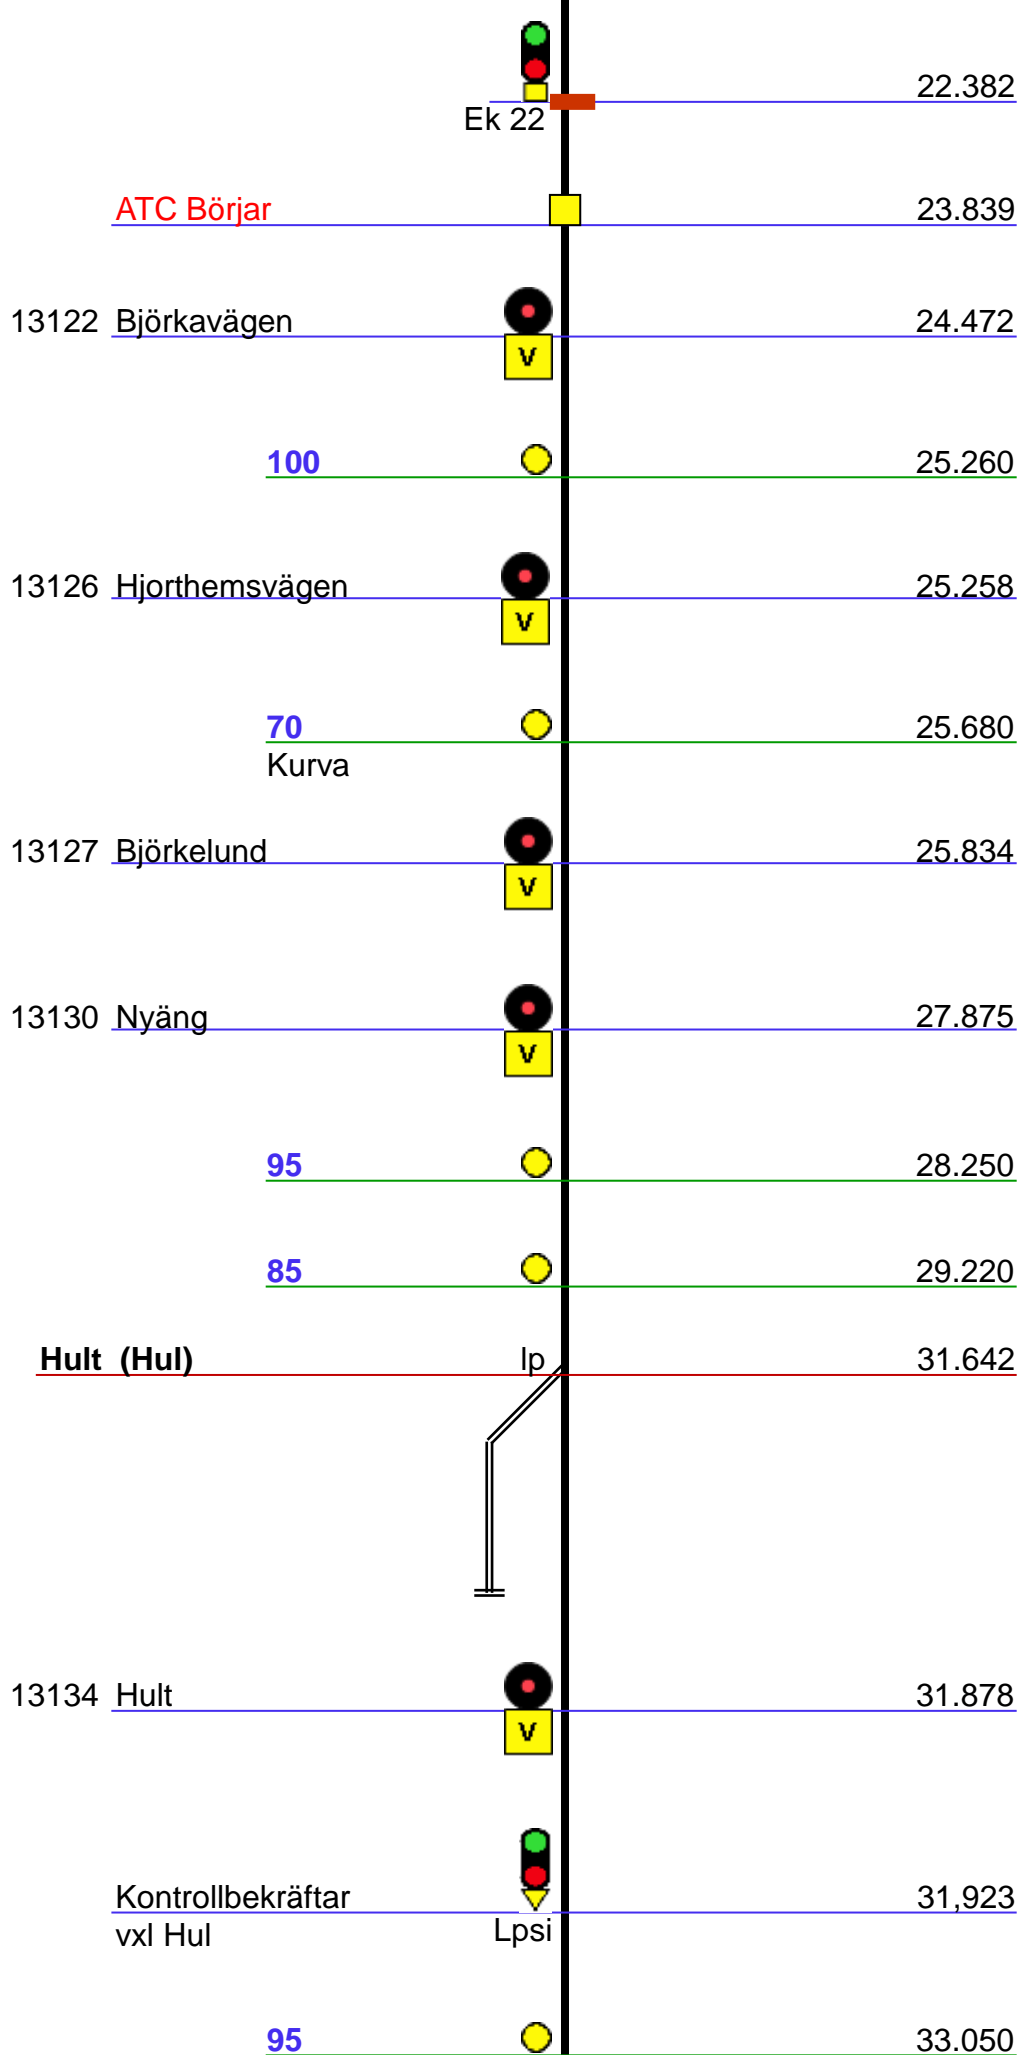 22.382
Ek 22
ATC Börjar 23.839
13122 Björkavägen 24.472
V
100 25.260
13126 Hjorthemsvägen 25.258
V
70 25.680
Kurva
13127 Björkelund 25.834
V
13130 Nyäng 27.875
V
95 28.250
85 29.220
Hult (Hul) lp 31.642
13134 Hult 31.878
V
Kontrollbekräftar 31,923
vxl Hul Lpsi
95 33.050